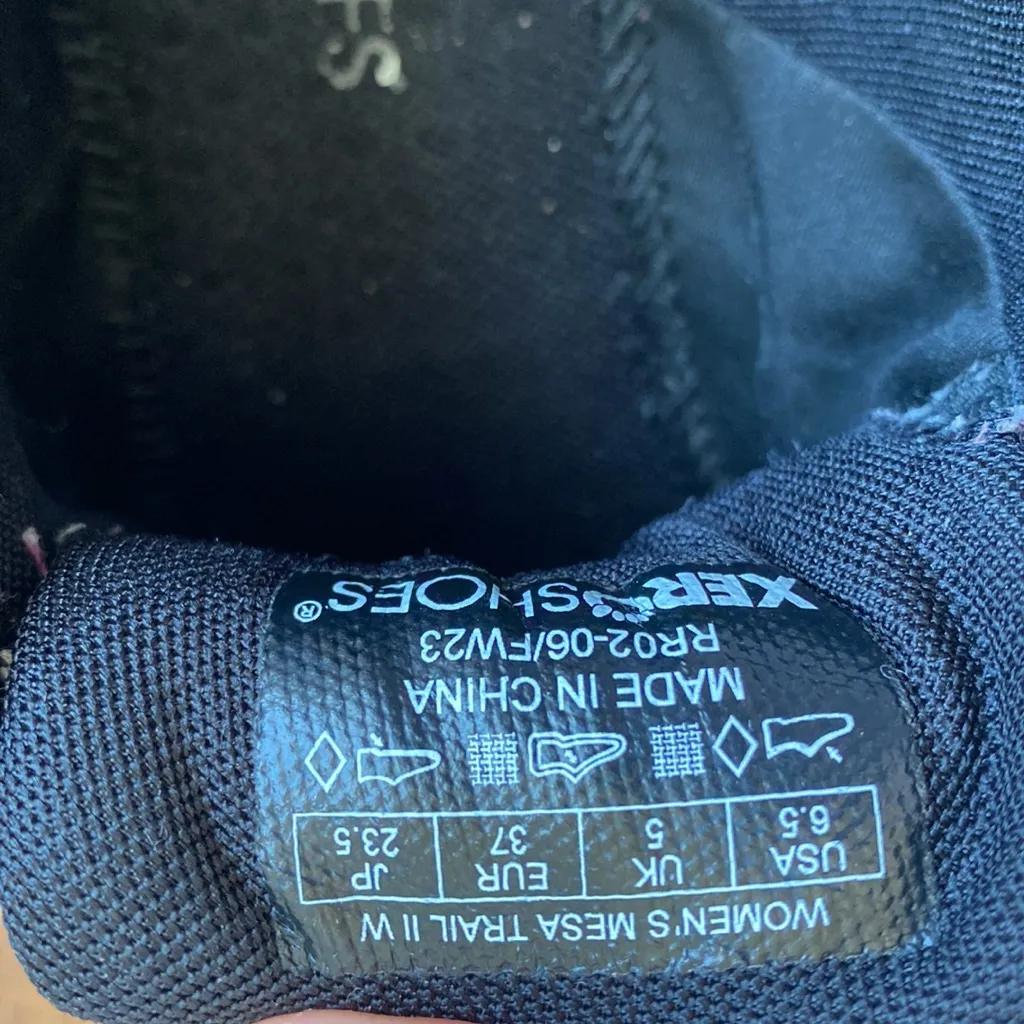 WOMEN'S MESA TRAIL II W
USA UK EUR JP
6.5 5 37 23.5
MADE IN CHINA
RR02-06/FW23
XERO SHOES®
FS